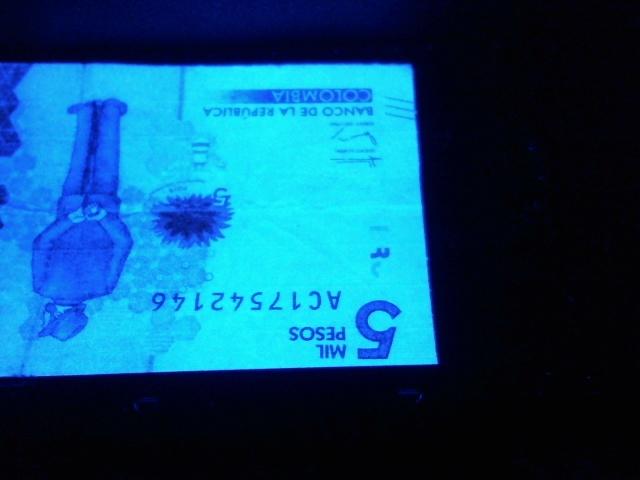 5
MIL
PESOS
AC17542146
5
BANCO DE LA REPÚBLICA
COLOMBIA